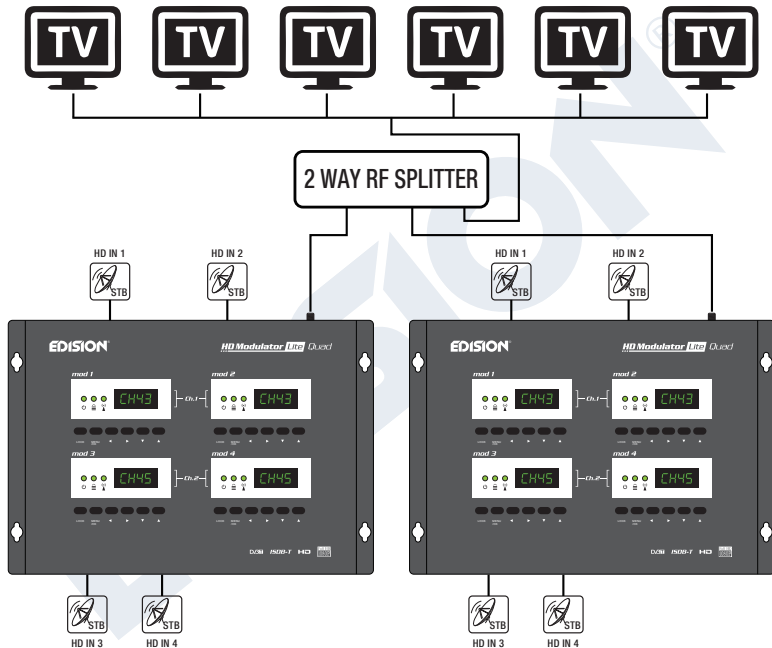 TV TV TV TV TV TV
2 WAY RF SPLITTER
HD IN 1
HD IN 2
HD IN 1
HD IN 2
STB
STB
STB
STB
EDISION
HD Modulator Lite Quad
EDISION
HD Modulator Lite Quad
mod 1
mod 2
mod 1
mod 2
CH43
Ch.1
CH43
CH43
Ch.1
CH43
mod 3
mod 4
mod 3
mod 4
CH45
Ch.2
CH45
CH45
Ch.2
CH45
ISDB-T HD
ISDB-T HD
STB
STB
STB
STB
HD IN 3
HD IN 4
HD IN 3
HD IN 4
EDISION